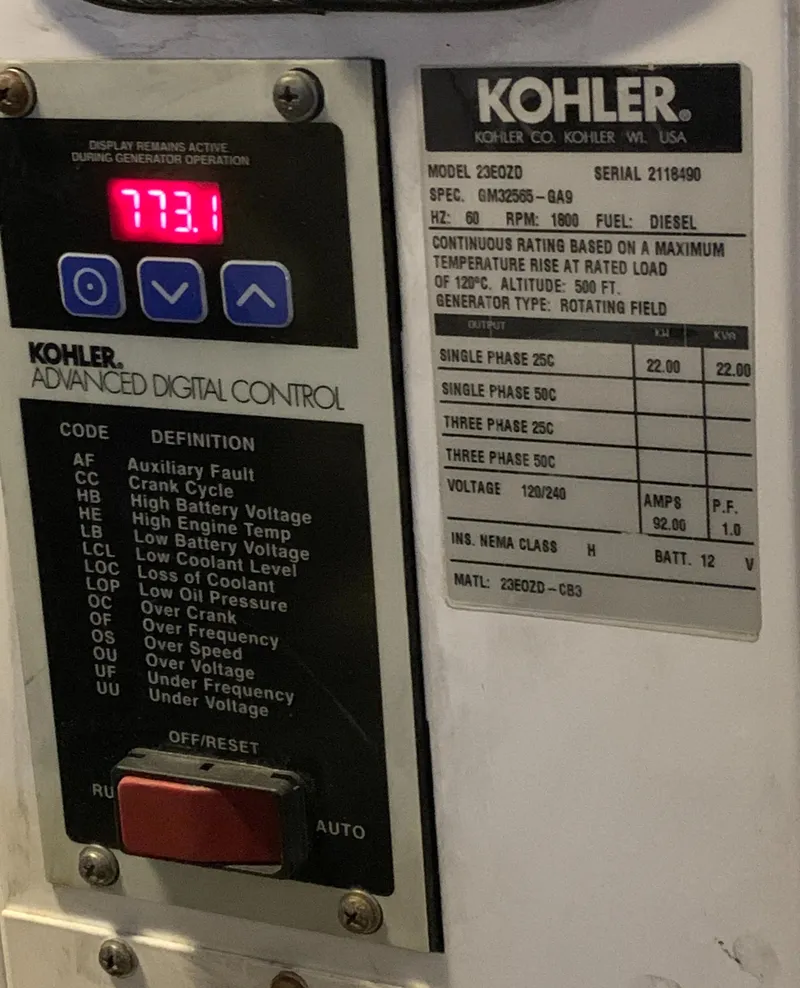 DISPLAY REMAINS ACTIVE
DURING GENERATOR OPERATION
773.1
KOHLER.
ADVANCED DIGITAL CONTROL
CODE DEFINITION
AF Auxiliary Fault
CC Crank Cycle
HB High Battery Voltage
HE High Engine Temp
LB Low Battery Voltage
LCL Low Coolant Level
LOC Loss of Coolant
LOP Low Oil Pressure
OC Over Crank
OF Over Frequency
OS Over Speed
OU Over Voltage
UF Under Frequency
UU Under Voltage
OFF/RESET
RU
AUTO
KOHLER®
KOHLER CO. KOHLER WI. USA
MODEL 23EOZD SERIAL 2118490
SPEC. GM32565-GA9
HZ: 60 RPM: 1800 FUEL: DIESEL
CONTINUOUS RATING BASED ON A MAXIMUM
TEMPERATURE RISE AT RATED LOAD
OF 120°C. ALTITUDE: 500 FT.
GENERATOR TYPE: ROTATING FIELD
OUTPUT KW KVA
SINGLE PHASE 25C 22.00 22.00
SINGLE PHASE 50C
THREE PHASE 25C
THREE PHASE 50C
VOLTAGE 120/240 AMPS P.F.
92.00 1.0
INS. NEMA CLASS H BATT. 12 V
MATL: 23EOZD-CB3